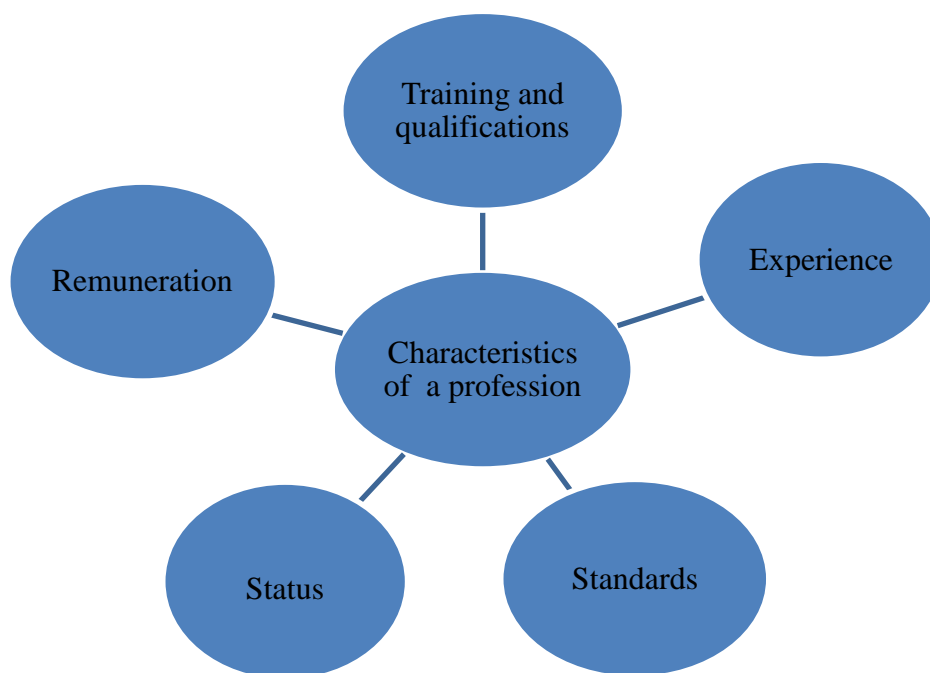 Training and
qualifications
Experience
Remuneration
Characteristics
of  a profession
Status
Standards